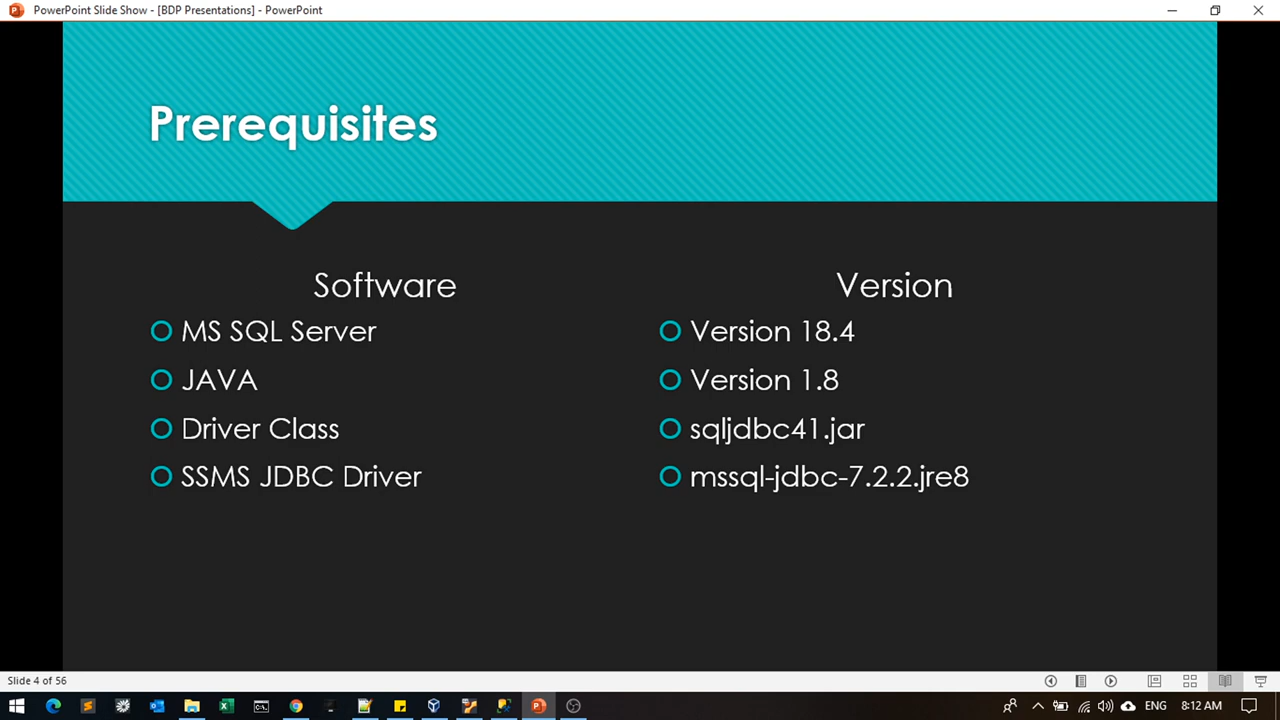 PowerPoint Slide Show - [BDP Presentations] - PowerPoint
Prerequisites
Software
MS SQL Server
JAVA
Driver Class
SSMS JDBC Driver
Version
Version 18.4
Version 1.8
sqljdbc41.jar
mssql-jdbc-7.2.2.jre8
Slide 4 of 56
ENG
8:12 AM